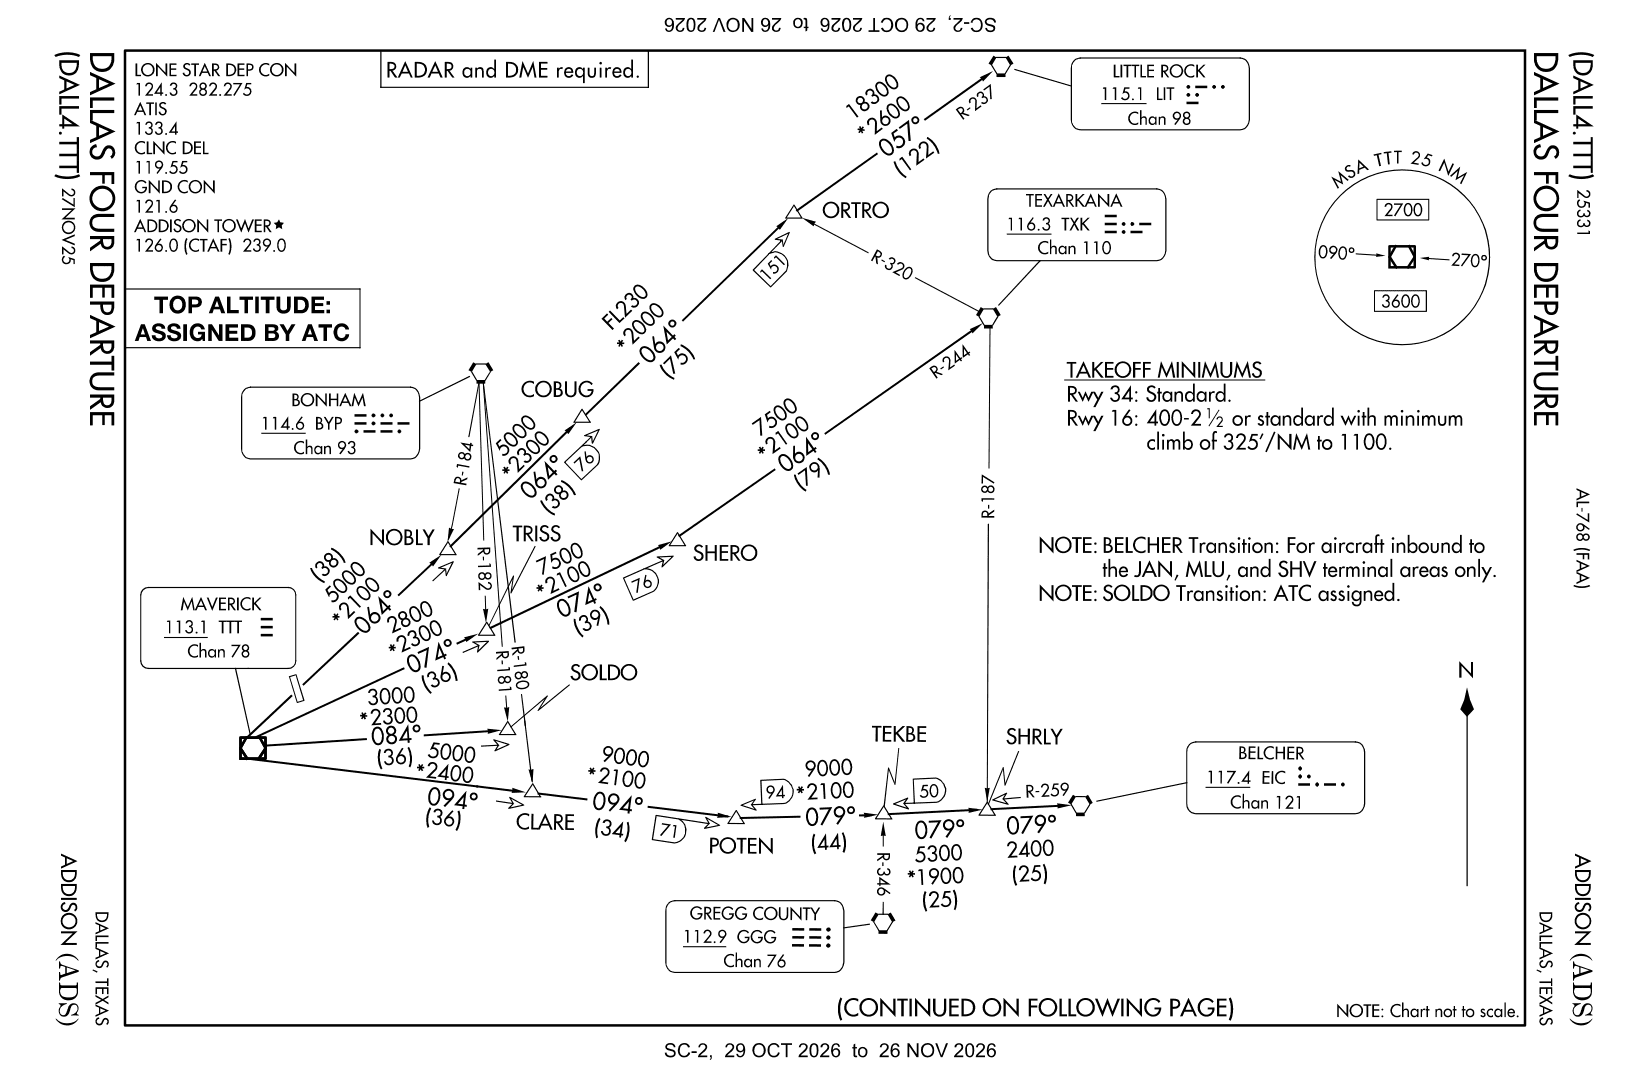 SC-2, 29 OCT 2026 to 26 NOV 2026
(DALL4.TTT) 27NOV25
DALLAS FOUR DEPARTURE
ADDISON (ADS)
DALLAS, TEXAS
LONE STAR DEP CON
124.3 282.275
ATIS
133.4
CLNC DEL
119.55
GND CON
121.6
ADDISON TOWER★
126.0 (CTAF) 239.0
RADAR and DME required.
TOP ALTITUDE:
ASSIGNED BY ATC
LITTLE ROCK
115.1 LIT
Chan 98
R-237
18300
*2600
057°
(122)
ORTRO
151
TEXARKANA
116.3 TXK
Chan 110
R-320
R-244
R-187
MSA TTT 25 NM
2700
090°
270°
3600
TAKEOFF MINIMUMS
Rwy 34: Standard.
Rwy 16: 400-2½ or standard with minimum
climb of 325'/NM to 1100.
FL230
*2000
064°
(75)
COBUG
BONHAM
114.6 BYP
Chan 93
R-184
R-182
R-181
R-180
5000
*2300
064°
(38)
76
7500
*2100
064°
(79)
NOBLY
TRISS
SHERO
7500
*2100
074°
(39)
76
(38)
5000
*2100
064°
2800
*2300
074°
(36)
NOTE: BELCHER Transition: For aircraft inbound to
the JAN, MLU, and SHV terminal areas only.
NOTE: SOLDO Transition: ATC assigned.
MAVERICK
113.1 TTT
Chan 78
SOLDO
3000
*2300
084°
(36)
5000
*2400
094°
(36)
CLARE
9000
*2100
094°
(34)
71
94
POTEN
9000
*2100
079°
(44)
TEKBE
50
SHRLY
R-259
079°
5300
*1900
(25)
079°
2400
(25)
BELCHER
117.4 EIC
Chan 121
R-346
GREGG COUNTY
112.9 GGG
Chan 76
N
(CONTINUED ON FOLLOWING PAGE)
NOTE: Chart not to scale.
DALLAS FOUR DEPARTURE
(DALL4.TTT) 25331
AL-768 (FAA)
DALLAS, TEXAS
ADDISON (ADS)
SC-2, 29 OCT 2026 to 26 NOV 2026